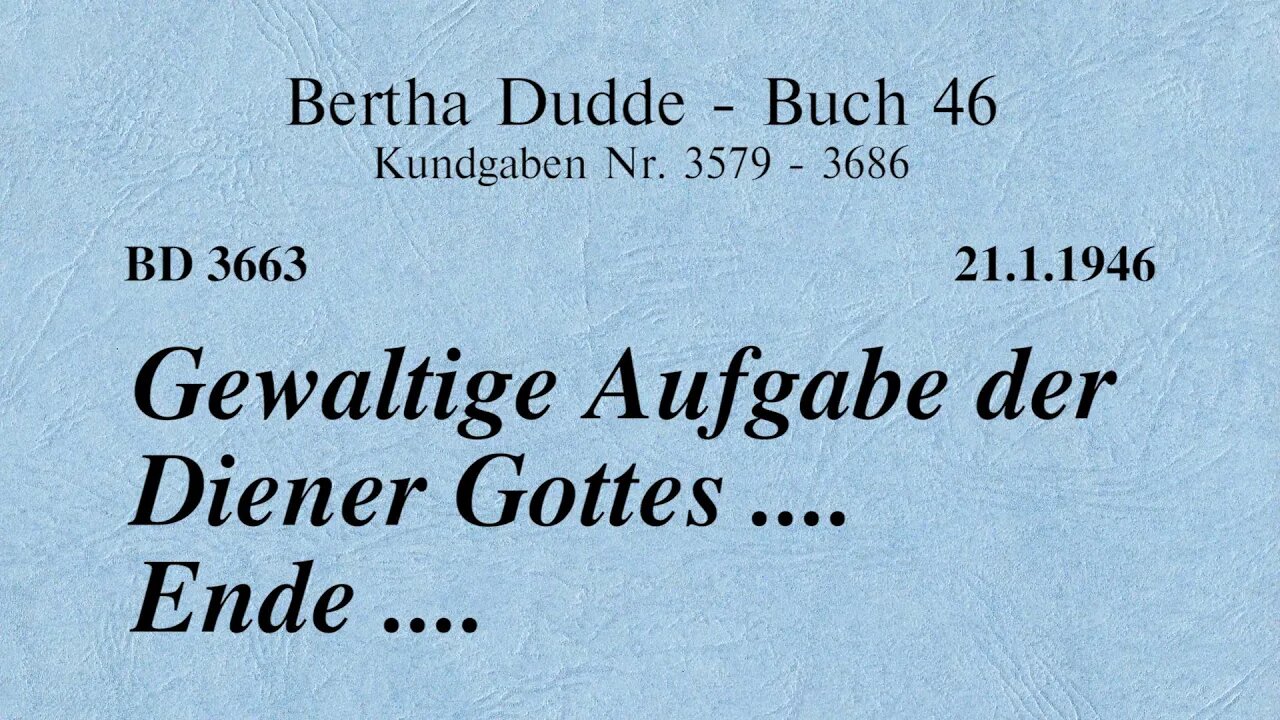 Bertha Dudde - Buch 46
Kundgaben Nr. 3579 - 3686
BD 3663 21.1.1946
Gewaltige Aufgabe der
Diener Gottes ....
Ende ....